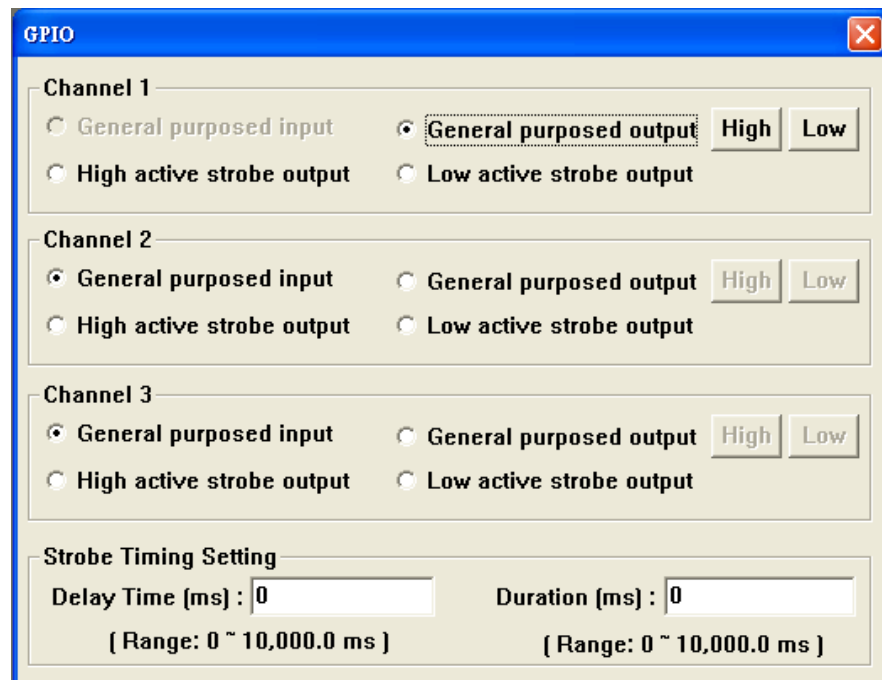 GPIO
Channel 1
General purposed input General purposed output High Low
High active strobe output Low active strobe output
Channel 2
General purposed input General purposed output High Low
High active strobe output Low active strobe output
Channel 3
General purposed input General purposed output High Low
High active strobe output Low active strobe output
Strobe Timing Setting
Delay Time (ms) : 0 Duration (ms) : 0
( Range: 0 ~ 10,000.0 ms ) ( Range: 0 ~ 10,000.0 ms )